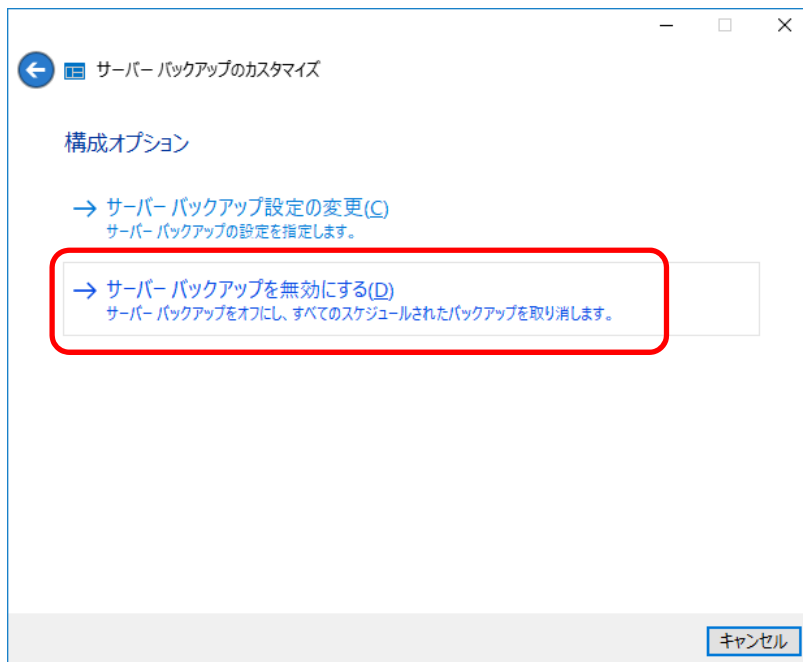 サーバー バックアップのカスタマイズ
構成オプション
サーバー バックアップ設定の変更(C)
サーバー バックアップの設定を指定します。
サーバー バックアップを無効にする(D)
サーバー バックアップをオフにし、すべてのスケジュールされたバックアップを取り消します。
キャンセル